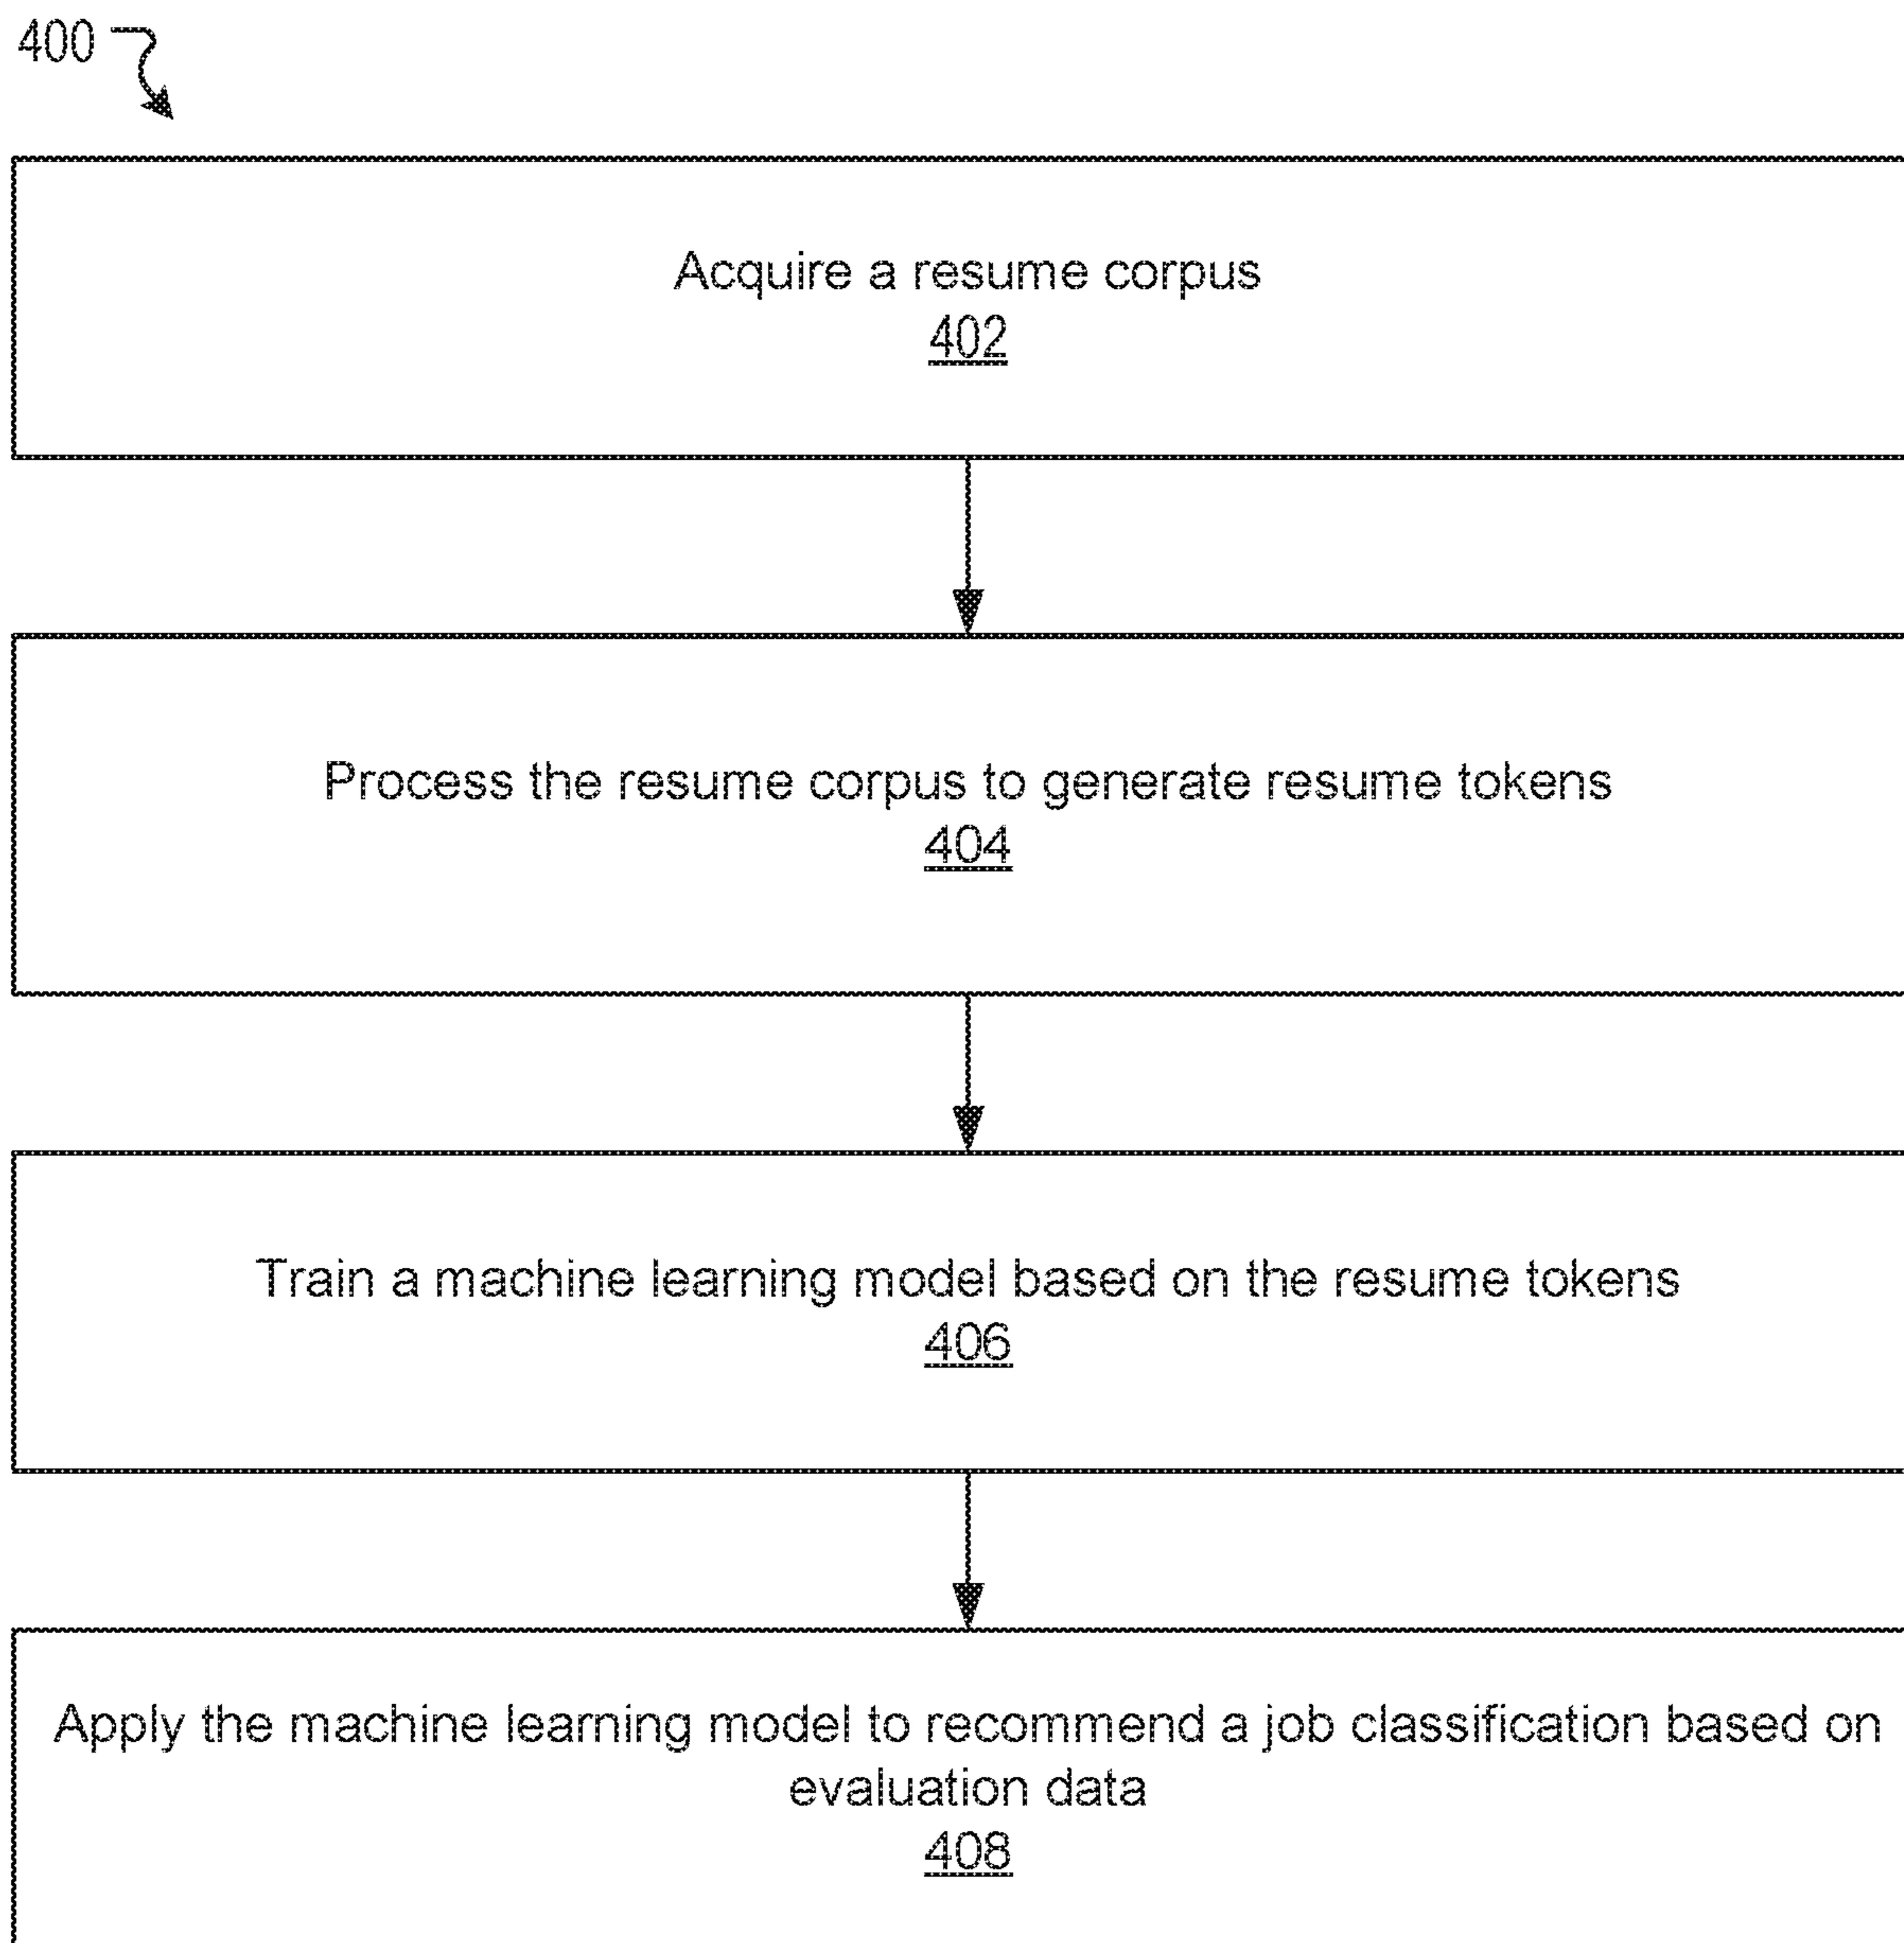 400
Acquire a resume corpus
402
Process the resume corpus to generate resume tokens
404
Train a machine learning model based on the resume tokens
406
Apply the machine learning model to recommend a job classification based on
evaluation data
408